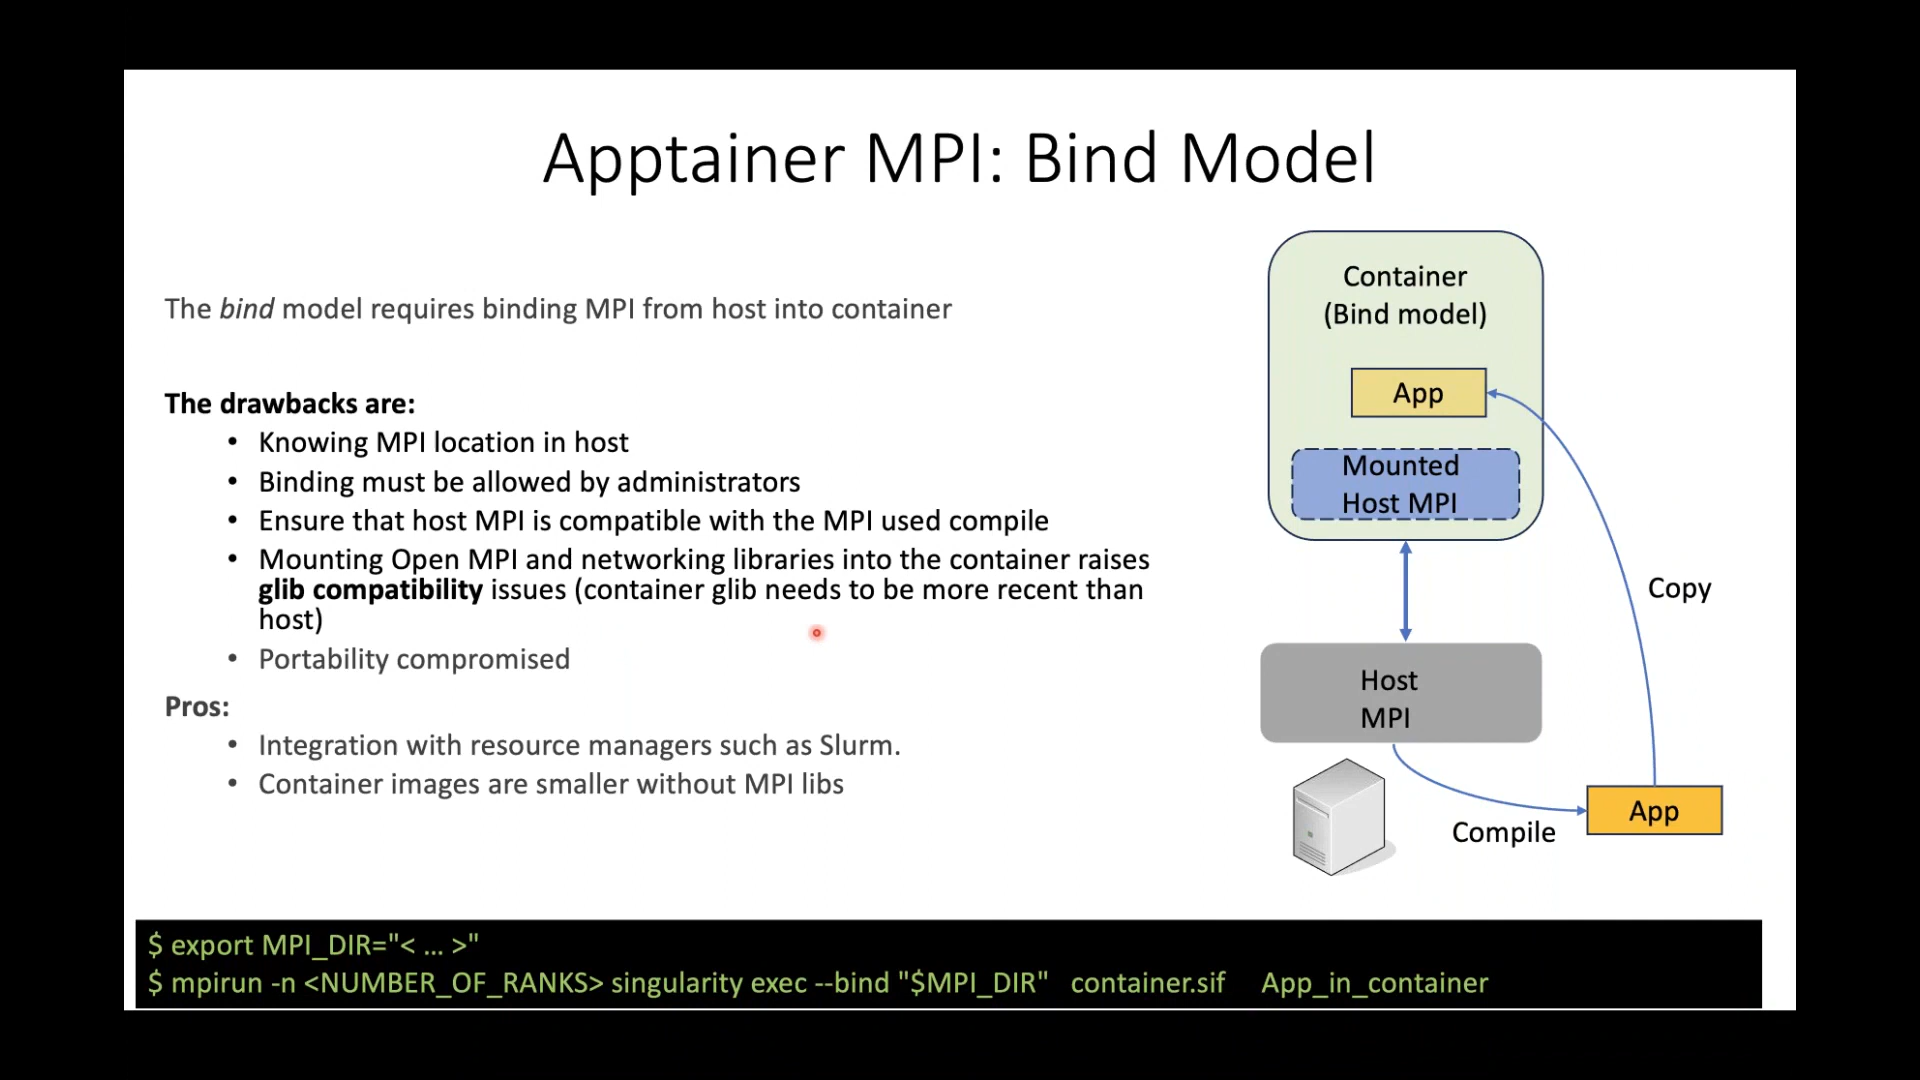 Apptainer MPI: Bind Model
The bind model requires binding MPI from host into container
The drawbacks are:
• Knowing MPI location in host
• Binding must be allowed by administrators
• Ensure that host MPI is compatible with the MPI used compile
• Mounting Open MPI and networking libraries into the container raises
glib compatibility issues (container glib needs to be more recent than
host)
• Portability compromised
Pros:
• Integration with resource managers such as Slurm.
• Container images are smaller without MPI libs
Container
(Bind model)
App
Mounted
Host MPI
Copy
Host
MPI
App
Compile
$ export MPI_DIR="< ... >"
$ mpirun -n <NUMBER_OF_RANKS> singularity exec --bind "$MPI_DIR" container.sif App_in_container